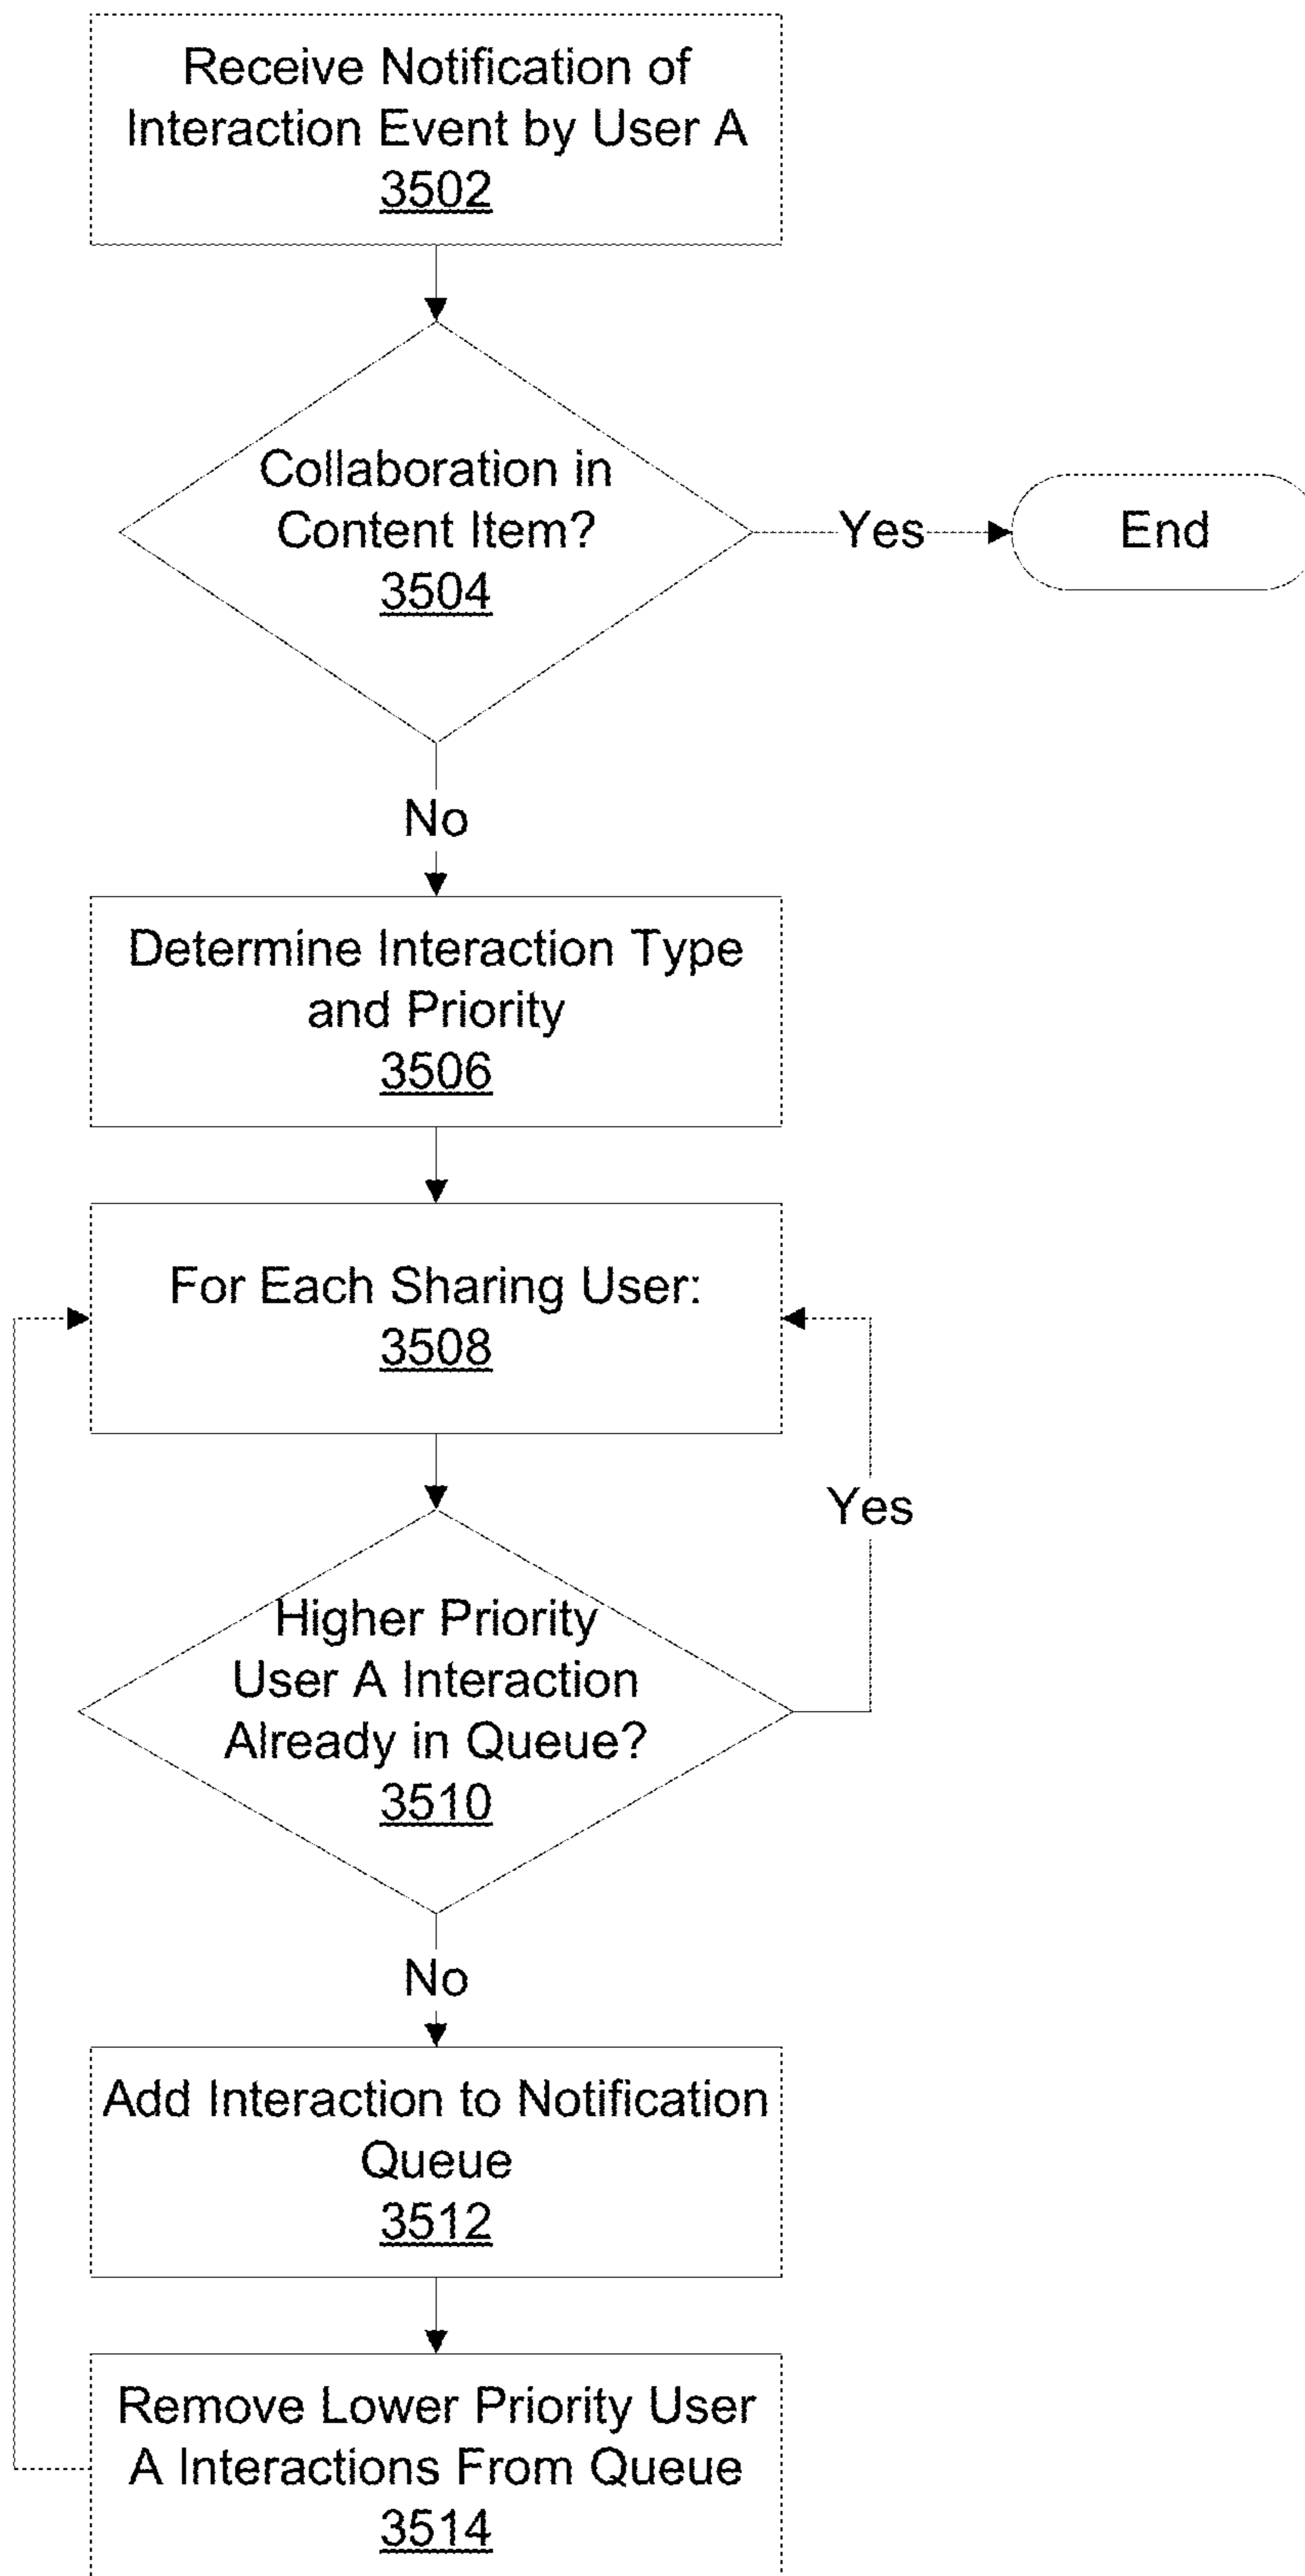 Receive Notification of
Interaction Event by User A
3502
Collaboration in
Content Item?
3504
Yes
End
No
Determine Interaction Type
and Priority
3506
For Each Sharing User:
3508
Yes
Higher Priority
User A Interaction
Already in Queue?
3510
No
Add Interaction to Notification
Queue
3512
Remove Lower Priority User
A Interactions From Queue
3514